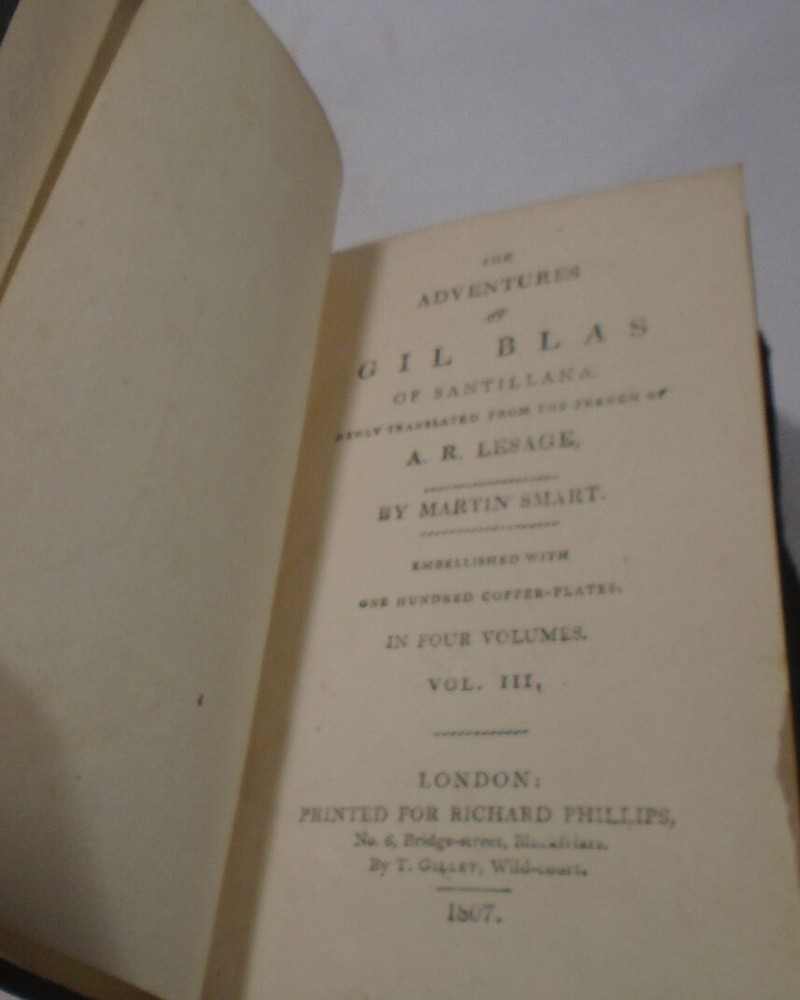 THE
ADVENTURES
OF
GIL BLAS
OF SANTILLANA.
NEWLY TRANSLATED FROM THE FRENCH OF
A. R. LESAGE,
BY MARTIN SMART.
EMBELLISHED WITH
ONE HUNDRED COPPER-PLATES.
IN FOUR VOLUMES.
VOL. III,
LONDON:
PRINTED FOR RICHARD PHILLIPS,
No. 6, Bridge-street, Blackfriars.
By T. GILLET, Wild-court.
1807.